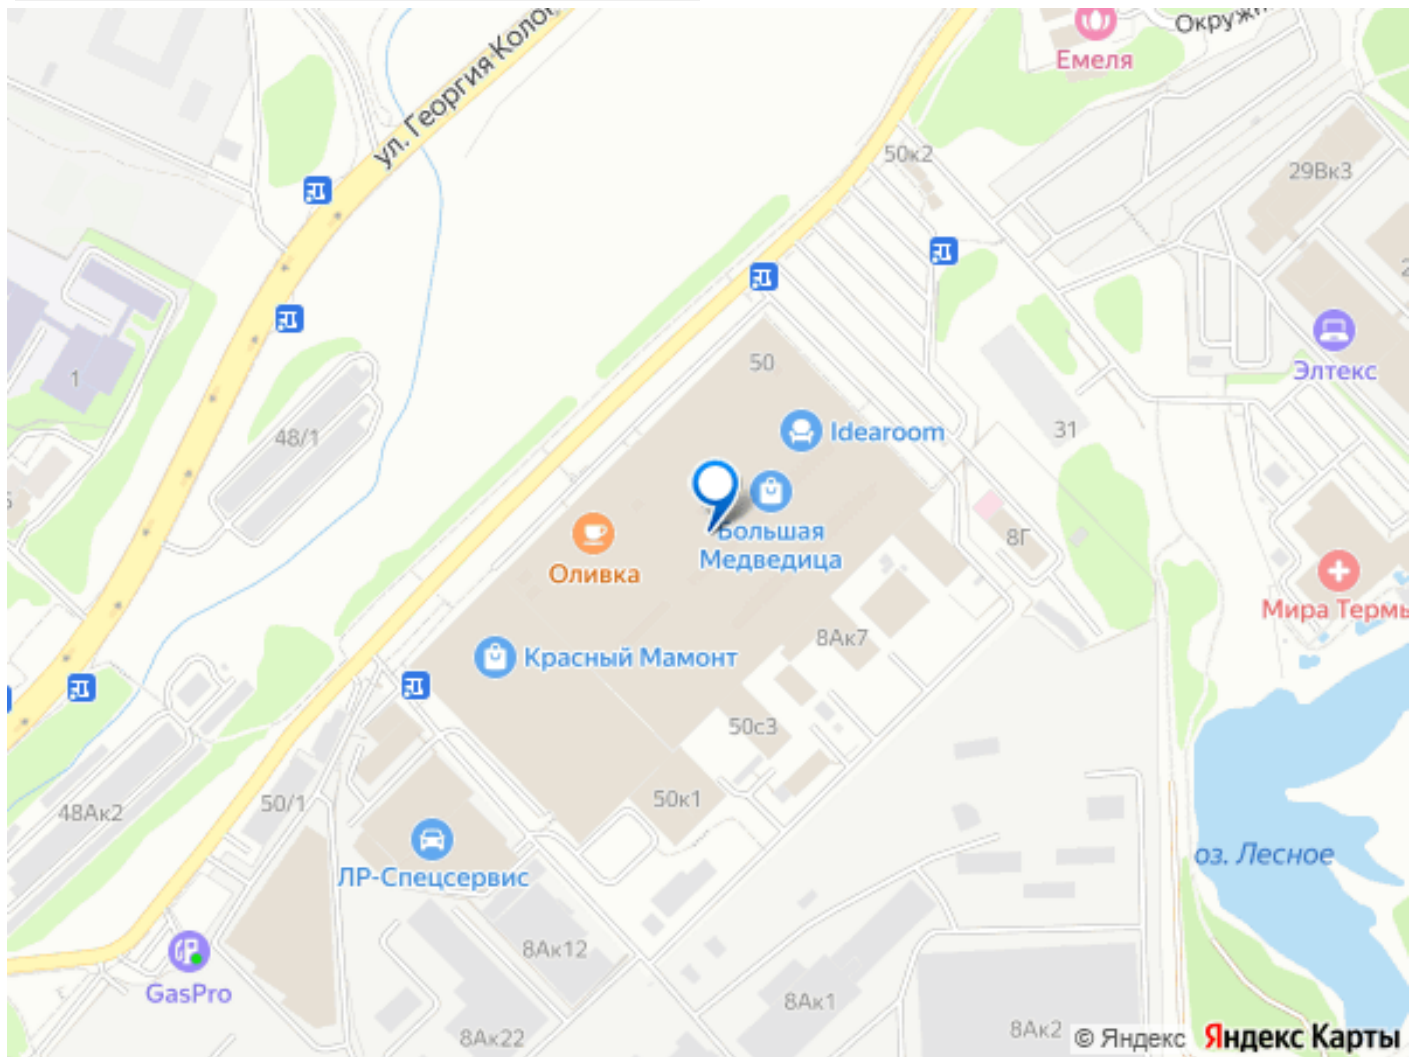 Окружн
Емеля
ул. Георгия Коло
50к2
29Вк3
50
Элтекс
1
48/1
Idearoom
31
Большая
Медведица
8Г
Оливка
Мира Термы
8Ак7
Красный Мамонт
50с3
50к1
50/1
48Ак2
оз. Лесное
ЛР-Спецсервис
8Ак12
GasPro
8Ак1
8Ак22
8Ак2
© Яндекс Яндекс Карты